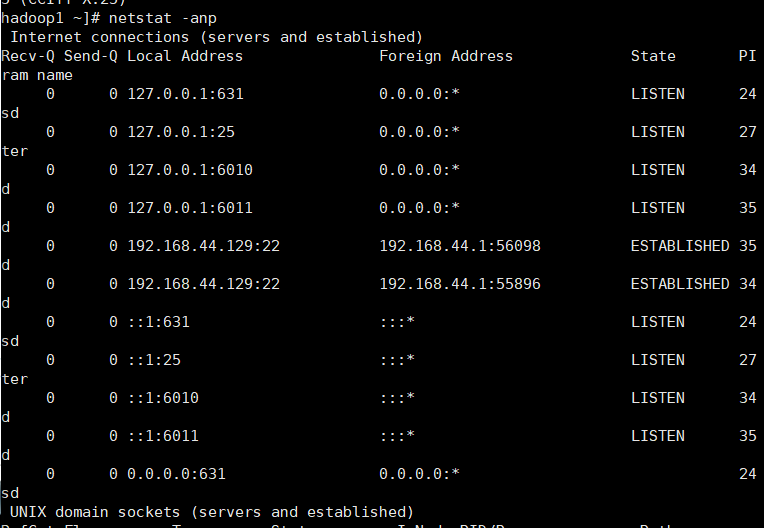 5 (CCITT X.25)
hadoop1 ~]# netstat -anp
Internet connections (servers and established)
Recv-Q Send-Q Local Address Foreign Address State PI
ram name
0 0 127.0.0.1:631 0.0.0.0:* LISTEN 24
sd
0 0 127.0.0.1:25 0.0.0.0:* LISTEN 27
ter
0 0 127.0.0.1:6010 0.0.0.0:* LISTEN 34
d
0 0 127.0.0.1:6011 0.0.0.0:* LISTEN 35
d
0 0 192.168.44.129:22 192.168.44.1:56098 ESTABLISHED 35
d
0 0 192.168.44.129:22 192.168.44.1:55896 ESTABLISHED 34
d
0 0 ::1:631 :::* LISTEN 24
sd
0 0 ::1:25 :::* LISTEN 27
ter
0 0 ::1:6010 :::* LISTEN 34
d
0 0 ::1:6011 :::* LISTEN 35
d
0 0 0.0.0.0:631 0.0.0.0:* 24
sd
UNIX domain sockets (servers and established)